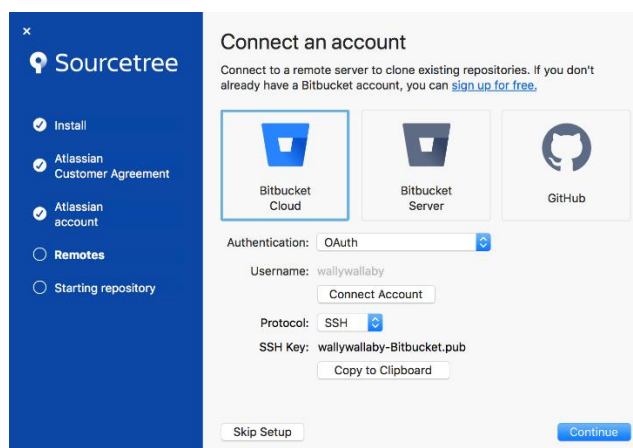 ×
Sourcetree
Install
Atlassian
Customer Agreement
Atlassian
account
Remotes
Starting repository
Connect an account
Connect to a remote server to clone existing repositories. If you don't
already have a Bitbucket account, you can sign up for free.
Bitbucket
Cloud
Bitbucket
Server
GitHub
Authentication: OAuth
Username: wallywallaby
Connect Account
Protocol: SSH
SSH Key: wallywallaby-Bitbucket.pub
Copy to Clipboard
Skip Setup
Continue